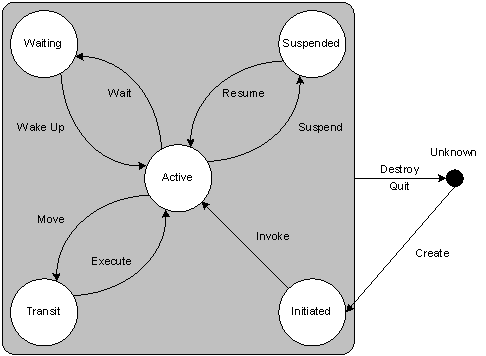 Waiting
Suspended
Wait
Resume
Wake Up
Suspend
Unknown
Destroy
Active
Quit
Move
Invoke
Create
Execute
Transit
Initiated